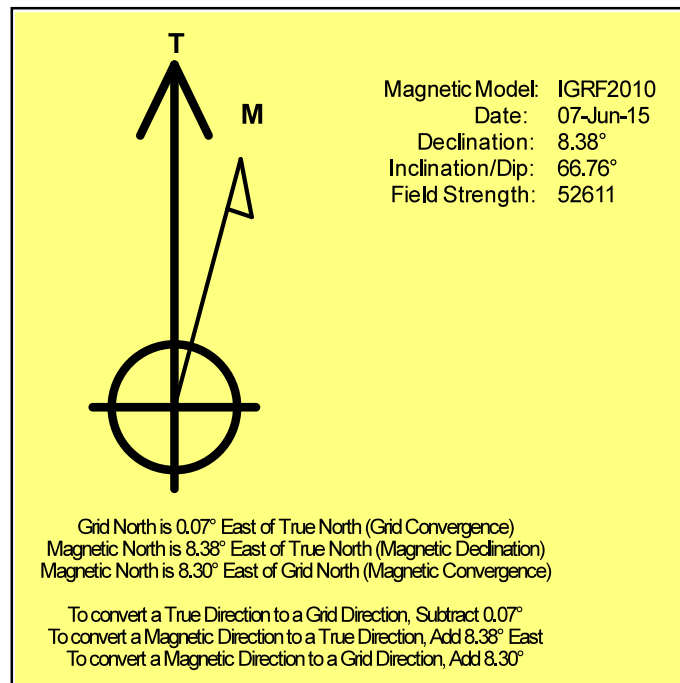 T
M
Magnetic Model: IGRF2010
Date: 07-Jun-15
Declination: 8.38°
Inclination/Dip: 66.76°
Field Strength: 52611
Grid North is 0.07° East of True North (Grid Convergence)
Magnetic North is 8.38° East of True North (Magnetic Declination)
Magnetic North is 8.30° East of Grid North (Magnetic Convergence)
To convert a True Direction to a Grid Direction, Subtract 0.07°
To convert a Magnetic Direction to a True Direction, Add 8.38° East
To convert a Magnetic Direction to a Grid Direction, Add 8.30°